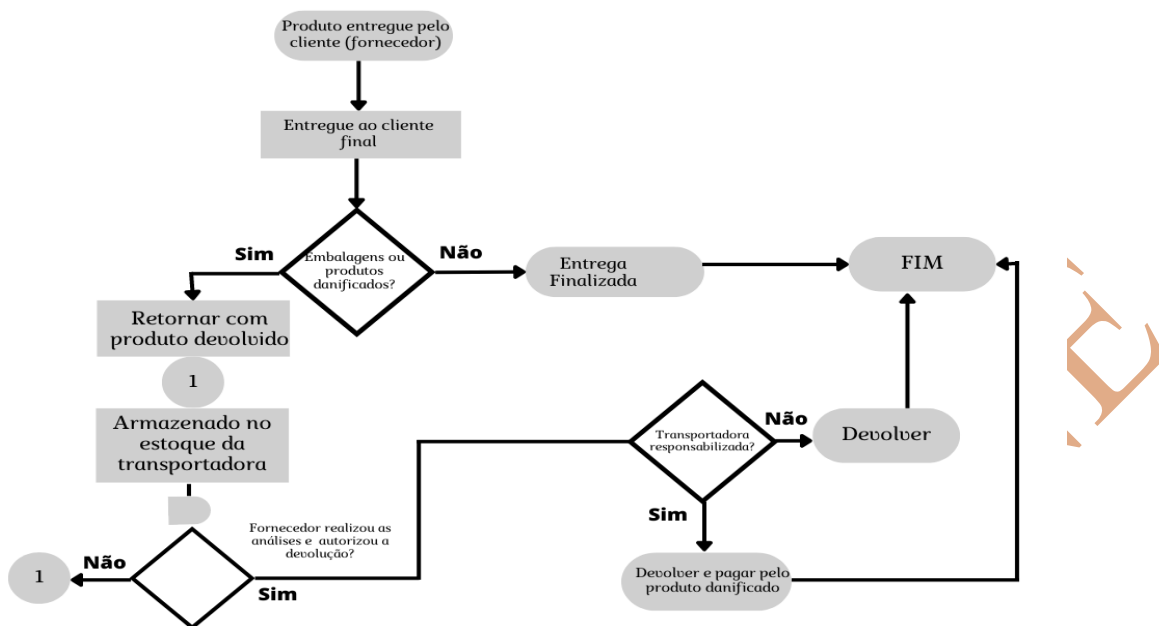 Produto entregue pelo
cliente (fornecedor)
Entregue ao cliente
final
Sim
Embalagens ou
produtos
danificados?
Não
Entrega
Finalizada
FIM
Retornar com
produto devolvido
1
Armazenado no
estoque da
transportadora
Transportadora
responsabilizada?
Não
Devolver
Sim
Fornecedor realizou as
análises e autorizou a
devolução?
Não
1
Sim
Devolver e pagar pelo
produto danificado